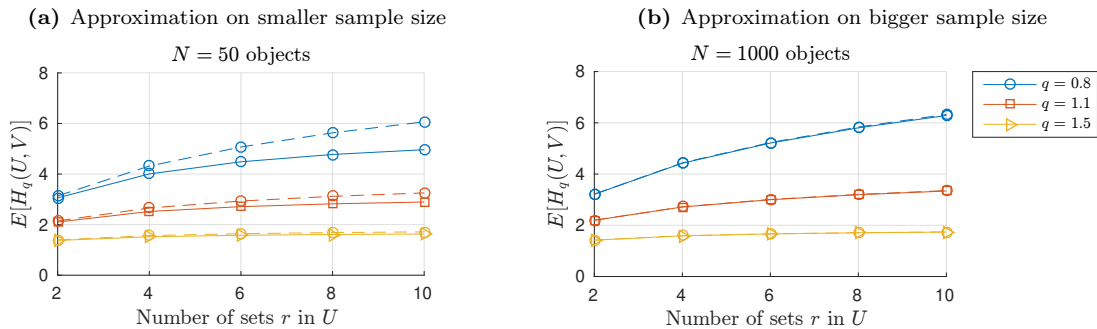 (a) Approximation on smaller sample size
N = 50 objects
8
6
4
2
0
E[H_q(U, V)]
2 4 6 8 10
Number of sets r in U
(b) Approximation on bigger sample size
N = 1000 objects
8
6
4
2
0
E[H_q(U, V)]
2 4 6 8 10
Number of sets r in U
q = 0.8
q = 1.1
q = 1.5